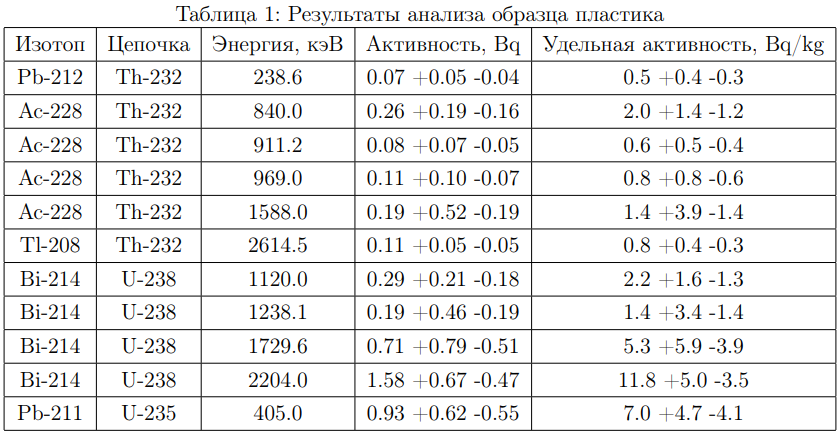 Таблица 1: Результаты анализа образца пластика
Изотоп Цепочка Энергия, кэВ Активность, Bq Удельная активность, Bq/kg
Pb-212 Th-232 238.6 0.07 +0.05 -0.04 0.5 +0.4 -0.3
Ac-228 Th-232 840.0 0.26 +0.19 -0.16 2.0 +1.4 -1.2
Ac-228 Th-232 911.2 0.08 +0.07 -0.05 0.6 +0.5 -0.4
Ac-228 Th-232 969.0 0.11 +0.10 -0.07 0.8 +0.8 -0.6
Ac-228 Th-232 1588.0 0.19 +0.52 -0.19 1.4 +3.9 -1.4
Tl-208 Th-232 2614.5 0.11 +0.05 -0.05 0.8 +0.4 -0.3
Bi-214 U-238 1120.0 0.29 +0.21 -0.18 2.2 +1.6 -1.3
Bi-214 U-238 1238.1 0.19 +0.46 -0.19 1.4 +3.4 -1.4
Bi-214 U-238 1729.6 0.71 +0.79 -0.51 5.3 +5.9 -3.9
Bi-214 U-238 2204.0 1.58 +0.67 -0.47 11.8 +5.0 -3.5
Pb-211 U-235 405.0 0.93 +0.62 -0.55 7.0 +4.7 -4.1